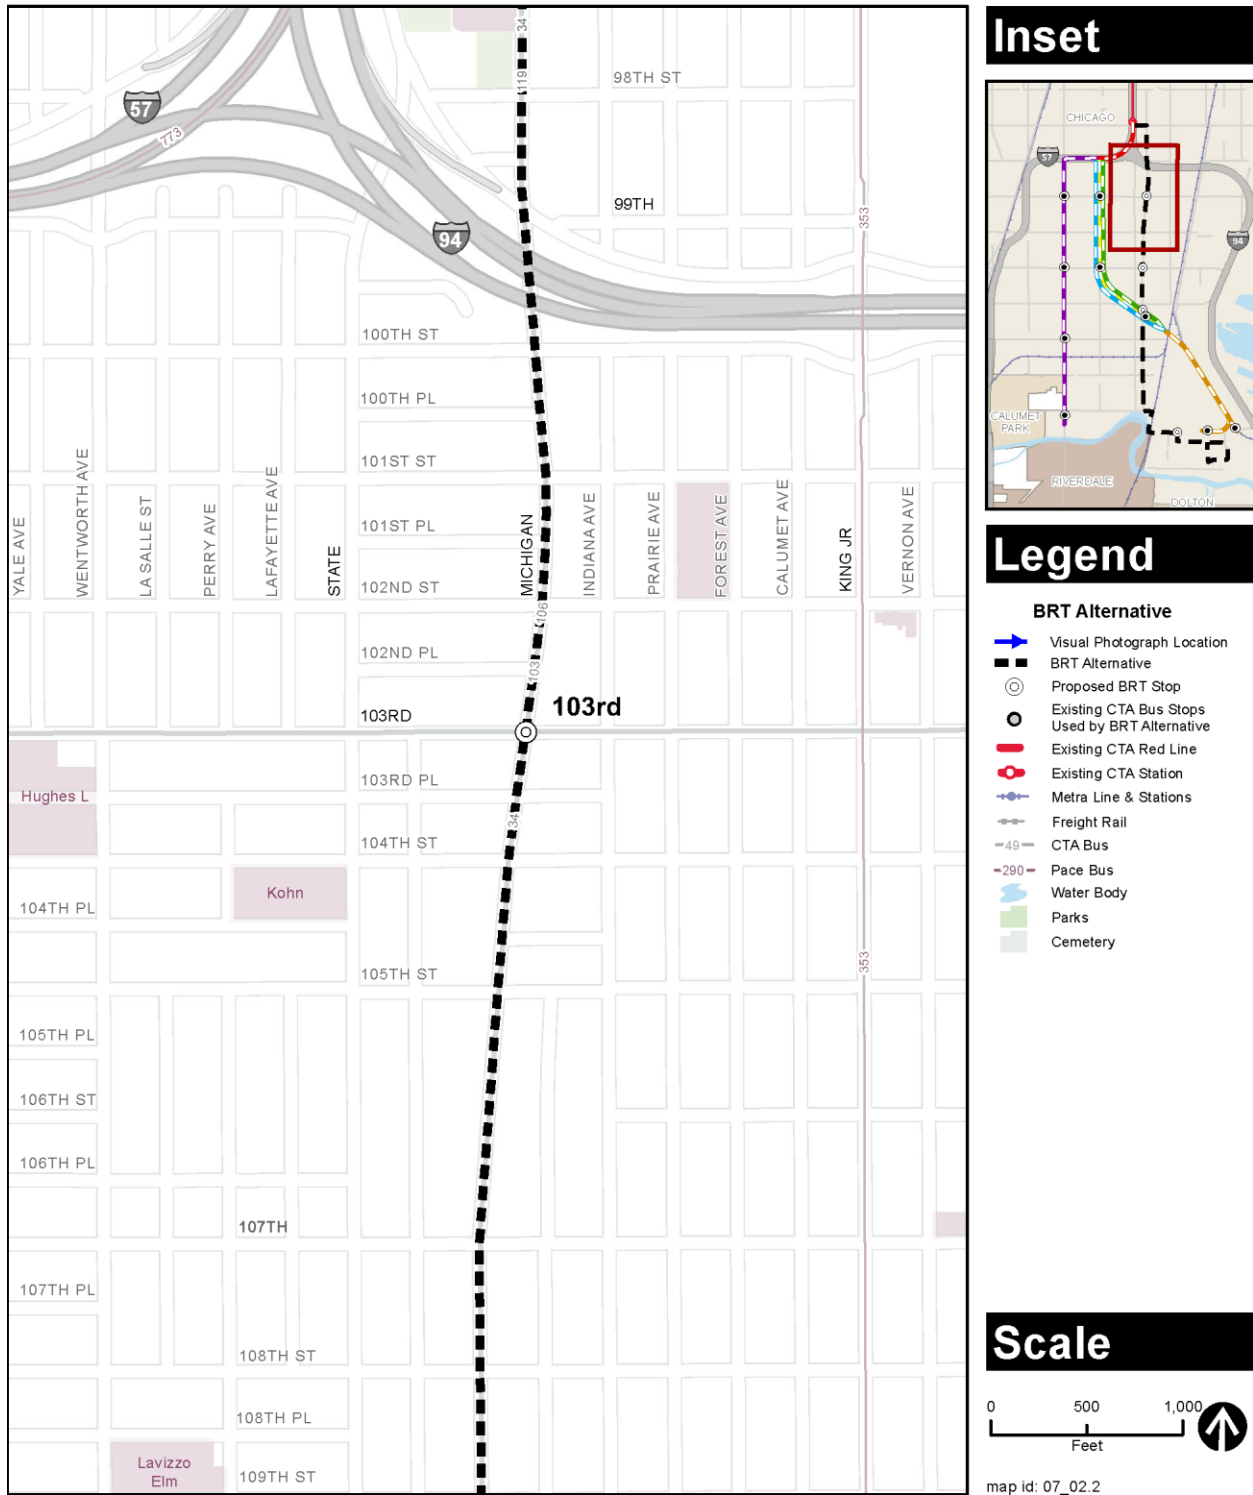 34
119
57
773
98TH ST
99TH
353
94
100TH ST
100TH PL
101ST ST
101ST PL
102ND ST
102ND PL
YALE AVE
WENTWORTH AVE
LA SALLE ST
PERRY AVE
LAFAYETTE AVE
STATE
MICHIGAN
INDIANA AVE
PRAIRIE AVE
FOREST AVE
CALUMET AVE
KING JR
VERNON AVE
106
103
103RD
103rd
103RD PL
Hughes L
34
104TH ST
Kohn
104TH PL
105TH ST
353
105TH PL
106TH ST
106TH PL
107TH
107TH PL
108TH ST
108TH PL
Lavizzo
Elm
109TH ST
Inset
CHICAGO
57
94
CALUMET
PARK
RIVERDALE
DOLTON
Legend
BRT Alternative
Visual Photograph Location
BRT Alternative
Proposed BRT Stop
Existing CTA Bus Stops
Used by BRT Alternative
Existing CTA Red Line
Existing CTA Station
Metra Line & Stations
Freight Rail
49 CTA Bus
290 Pace Bus
Water Body
Parks
Cemetery
Scale
0 500 1,000
Feet
map id: 07_02.2